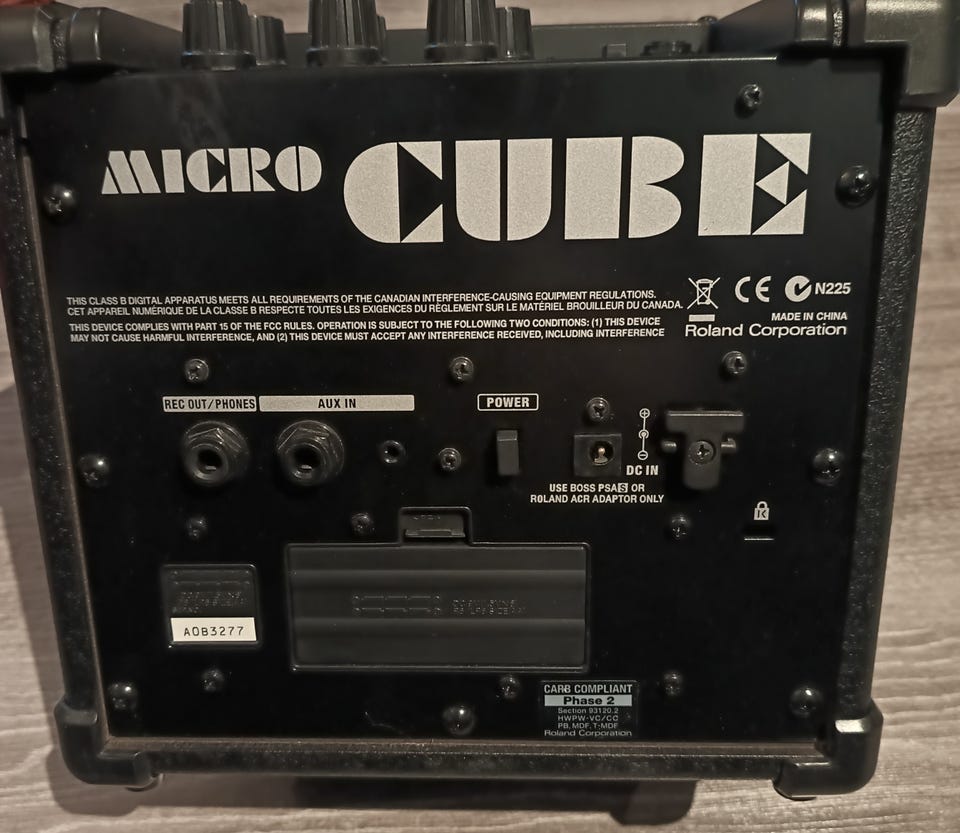 MICRO CUBE
THIS CLASS B DIGITAL APPARATUS MEETS ALL REQUIREMENTS OF THE CANADIAN INTERFERENCE-CAUSING EQUIPMENT REGULATIONS.
CET APPAREIL NUMÉRIQUE DE LA CLASSE B RESPECTE TOUTES LES EXIGENCES DU RÈGLEMENT SUR LE MATÉRIEL BROUILLEUR DU CANADA.
THIS DEVICE COMPLIES WITH PART 15 OF THE FCC RULES. OPERATION IS SUBJECT TO THE FOLLOWING TWO CONDITIONS: (1) THIS DEVICE
MAY NOT CAUSE HARMFUL INTERFERENCE, AND (2) THIS DEVICE MUST ACCEPT ANY INTERFERENCE RECEIVED, INCLUDING INTERFERENCE
CE N225
MADE IN CHINA
Roland Corporation
REC OUT/PHONES AUX IN POWER
DC IN
USE BOSS PSA S OR
ROLAND ACR ADAPTOR ONLY
K
OPEN
A0B3277
CARB COMPLIANT
Phase 2
Section 93120.2
HWPW-VC/CC
PB, MDF, T-MDF
Roland Corporation